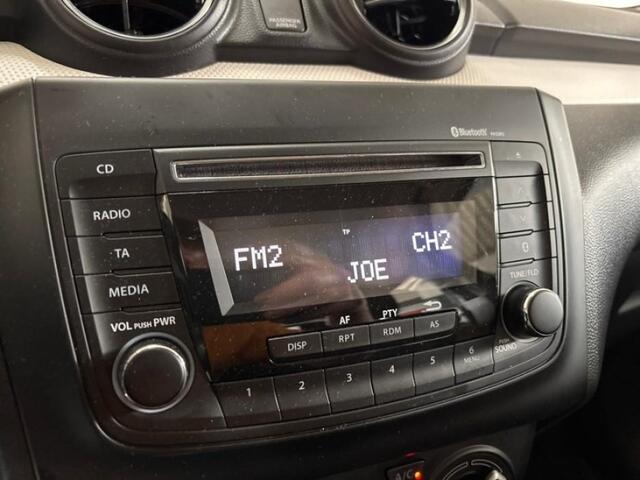 PASSENGER AIRBAG
Bluetooth
CD
RADIO
TA
MEDIA
VOL PUSH PWR
TP
FM2
CH2
JOE
TUNE/FLD
PUSH SOUND
AF
PTY
DISP
RPT
RDM
AS
1
2
3
4
5
6 MENU
A/C